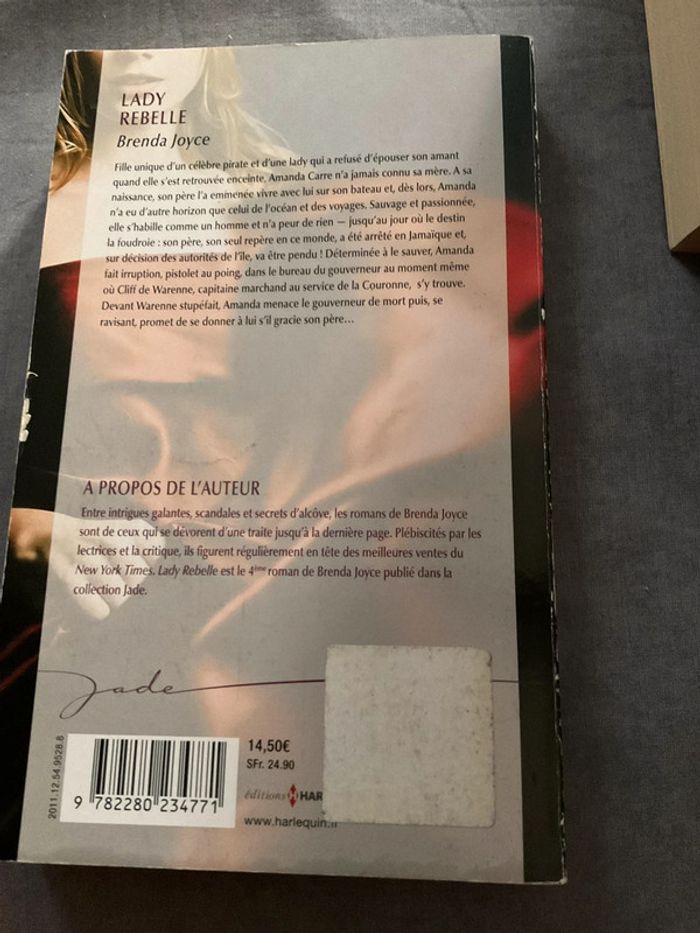 LADY
REBELLE
Brenda Joyce
Fille unique d'un célèbre pirate et d'une lady qui a refusé d'épouser son amant
quand elle s'est retrouvée enceinte, Amanda Carre n'a jamais connu sa mère. A sa
naissance, son père l'a emmenée vivre avec lui sur son bateau et, dès lors, Amanda
n'a eu d'autre horizon que celui de l'océan et des voyages. Sauvage et passionnée,
elle s'habille comme un homme et n'a peur de rien — jusqu'au jour où le destin
la foudroie : son père, son seul repère en ce monde, a été arrêté en Jamaïque et,
sur décision des autorités de l'île, va être pendu ! Déterminée à le sauver, Amanda
fait irruption, pistolet au poing, dans le bureau du gouverneur au moment même
où Cliff de Warenne, capitaine marchand au service de la Couronne, s'y trouve.
Devant Warenne stupéfait, Amanda menace le gouverneur de mort puis, se
ravisant, promet de se donner à lui s'il gracie son père...
A PROPOS DE L'AUTEUR
Entre intrigues galantes, scandales et secrets d'alcôve, les romans de Brenda Joyce
sont de ceux qui se dévorent d'une traite jusqu'à la dernière page. Plébiscités par les
lectrices et la critique, ils figurent régulièrement en tête des meilleures ventes du
New York Times. Lady Rebelle est le 4ème roman de Brenda Joyce publié dans la
collection Jade.
Jade
2011.12.54.9528.8
9 782280 234771
14,50€
SFr. 24.90
éditions HAR
www.harlequin.